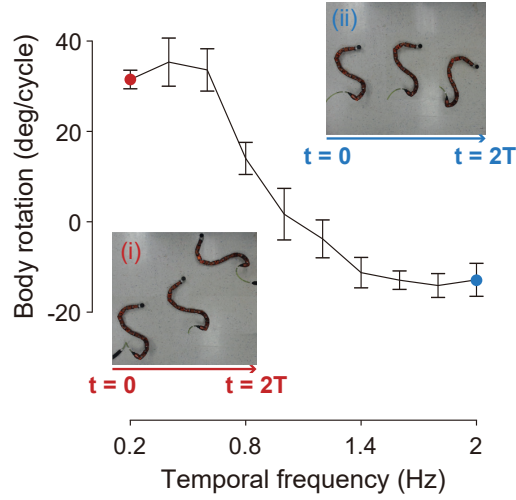 Body rotation (deg/cycle)
40
20
0
-20
(ii)
t = 0 t = 2T
(i)
t = 0 t = 2T
0.2 0.8 1.4 2
Temporal frequency (Hz)